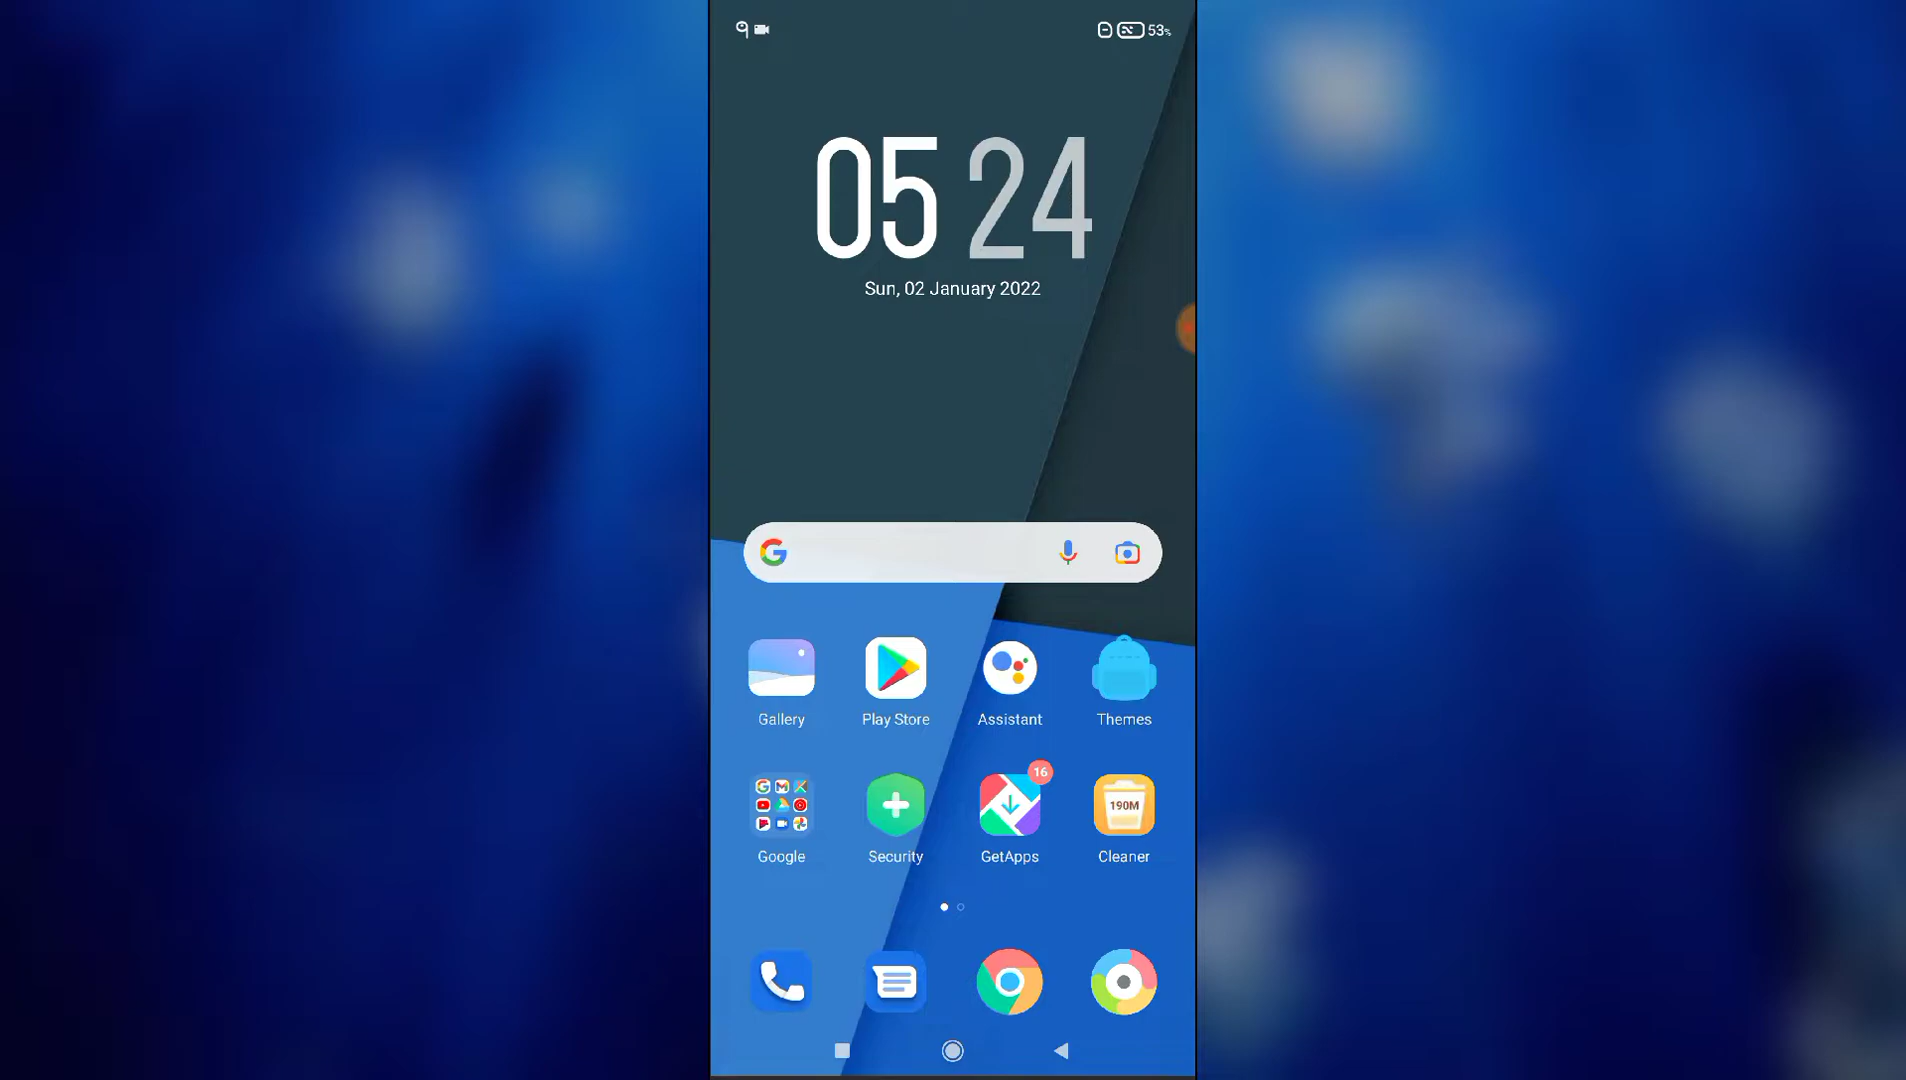 53%
05 24
Sun, 02 January 2022
Gallery
Play Store
Assistant
Themes
16
190M
Google
Security
GetApps
Cleaner